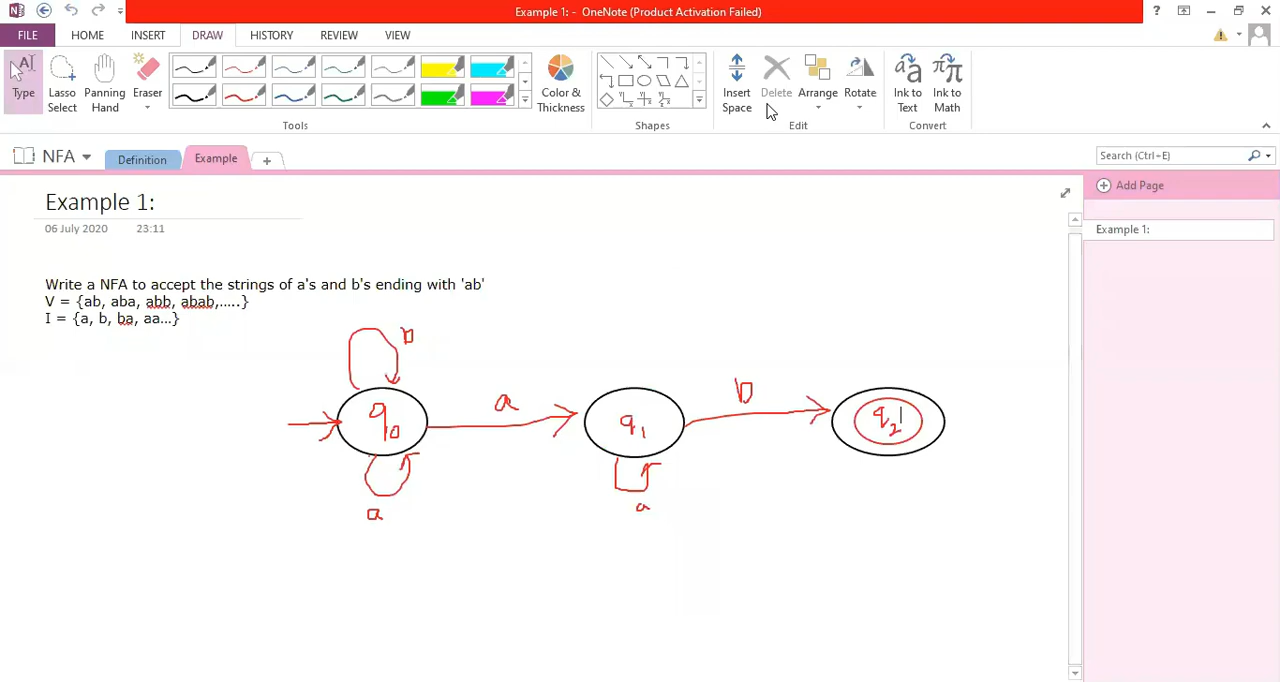 Example 1: - OneNote (Product Activation Failed)
FILE HOME INSERT DRAW HISTORY REVIEW VIEW
Type
Lasso Select
Panning Hand
Eraser
Color & Thickness
Insert Space
Delete
Arrange
Rotate
Ink to Text
Ink to Math
Tools
Shapes
Edit
Convert
NFA
Definition
Example
Search (Ctrl+E)
Add Page
Example 1:
Example 1:
06 July 2020 23:11
Write a NFA to accept the strings of a's and b's ending with 'ab'
V = {ab, aba, abb, abab,.....}
I = {a, b, ba, aa...}
b
q0
a
q1
b
q2
a
a